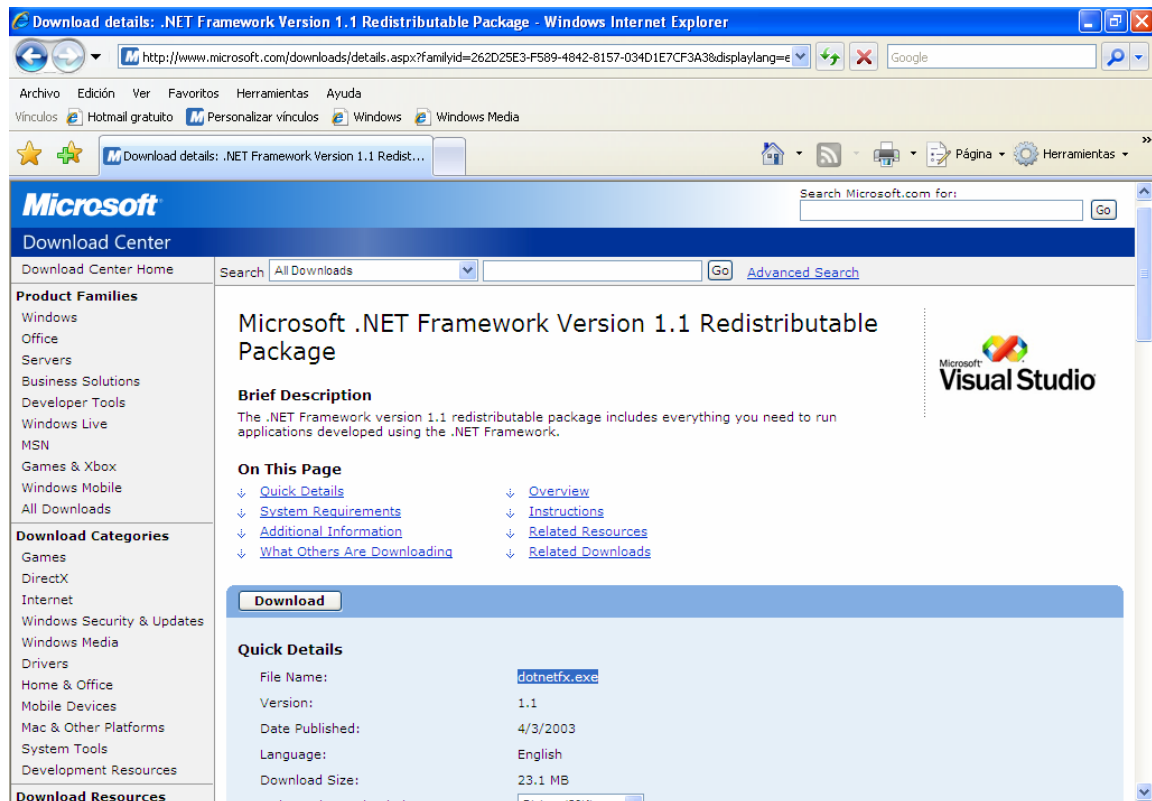 Download details: .NET Framework Version 1.1 Redistributable Package - Windows Internet Explorer
http://www.microsoft.com/downloads/details.aspx?familyid=262D25E3-F589-4842-8157-034D1E7CF3A3&displaylang=e
Google
Archivo Edición Ver Favoritos Herramientas Ayuda
Vínculos Hotmail gratuito Personalizar vínculos Windows Windows Media
Download details: .NET Framework Version 1.1 Redist...
Página Herramientas
Microsoft
Search Microsoft.com for:
Go
Download Center
Download Center Home
Search All Downloads Go Advanced Search
Product Families
Windows
Office
Servers
Business Solutions
Developer Tools
Windows Live
MSN
Games & Xbox
Windows Mobile
All Downloads
Download Categories
Games
DirectX
Internet
Windows Security & Updates
Windows Media
Drivers
Home & Office
Mobile Devices
Mac & Other Platforms
System Tools
Development Resources
Download Resources
Microsoft .NET Framework Version 1.1 Redistributable
Package
Microsoft
Visual Studio
Brief Description
The .NET Framework version 1.1 redistributable package includes everything you need to run
applications developed using the .NET Framework.
On This Page
Quick Details Overview
System Requirements Instructions
Additional Information Related Resources
What Others Are Downloading Related Downloads
Download
Quick Details
File Name: dotnetfx.exe
Version: 1.1
Date Published: 4/3/2003
Language: English
Download Size: 23.1 MB